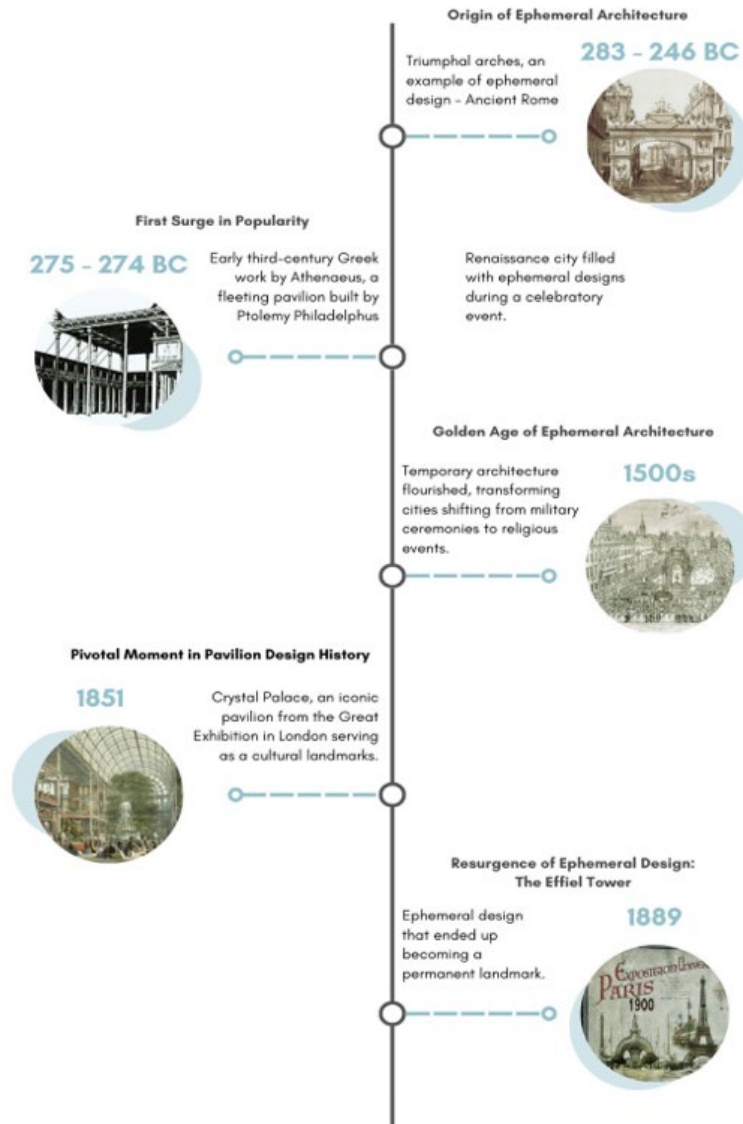 Origin of Ephemeral Architecture
283 - 246 BC
Triumphal arches, an
example of ephemeral
design - Ancient Rome
First Surge in Popularity
275 - 274 BC
Early third-century Greek
work by Athenaeus, a
fleeting pavilion built by
Ptolemy Philadelphus
Renaissance city filled
with ephemeral designs
during a celebratory
event.
Golden Age of Ephemeral Architecture
1500s
Temporary architecture
flourished, transforming
cities shifting from military
ceremonies to religious
events.
Pivotal Moment in Pavilion Design History
1851
Crystal Palace, an iconic
pavilion from the Great
Exhibition in London serving
as a cultural landmarks.
Resurgence of Ephemeral Design:
The Effiel Tower
1889
Ephemeral design
that ended up
becoming a
permanent landmark.
EXPOSITION
PARIS
1900